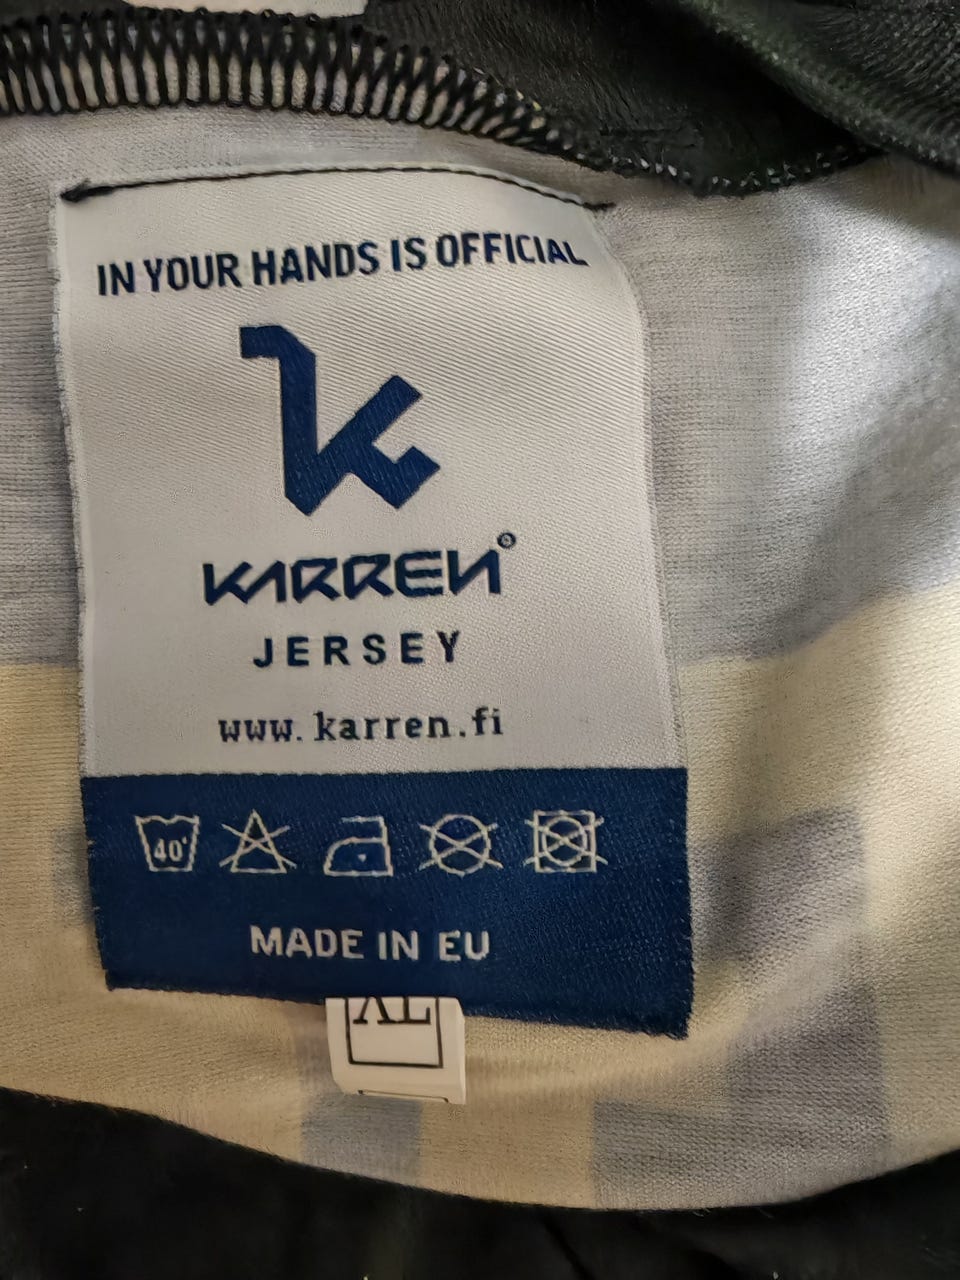 IN YOUR HANDS IS OFFICIAL
KARREN®
JERSEY
www.karren.fi
40°
MADE IN EU
XL